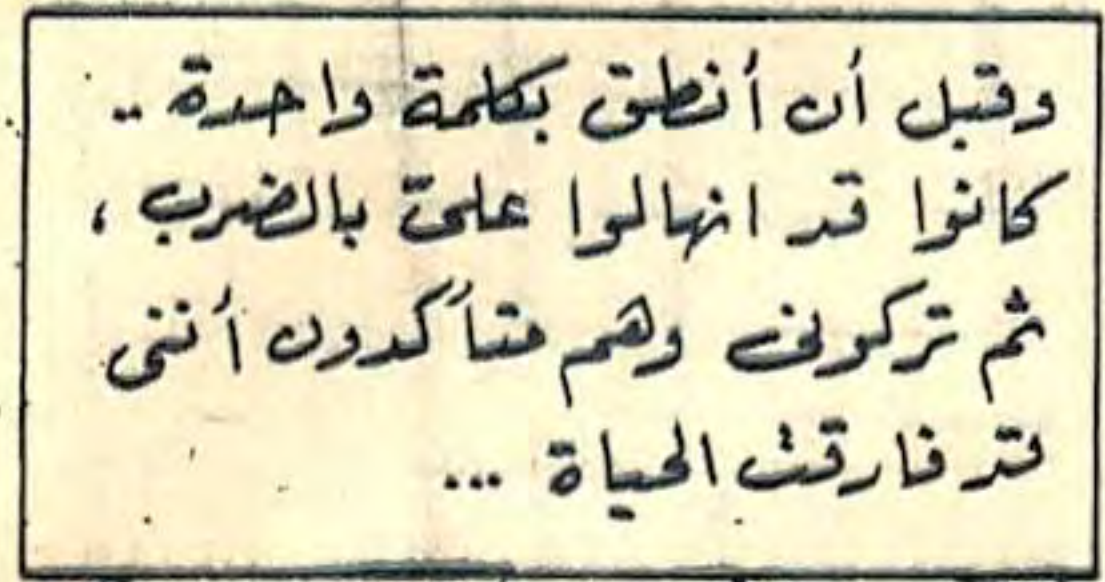 وقبل أن أنطق بكلمة واحدة ..
كانوا قد انهالوا علىّ بالضرب ،
ثم تركونى وهم متأكدون أننى
قد فارقت الحياة ...